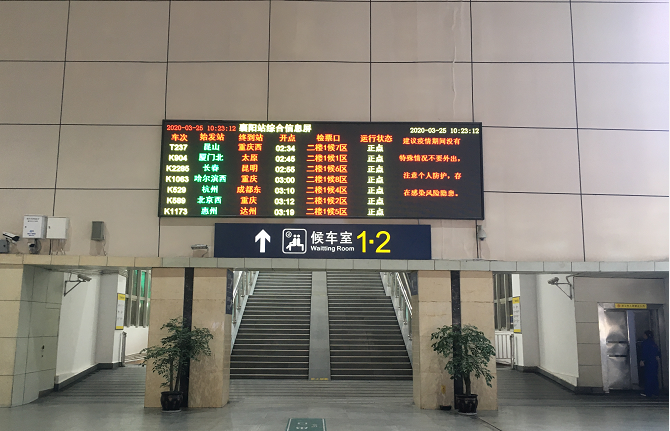 2020-03-25 10:23:12 襄阳站综合信息屏 2020-03-25 10:23:12
车次 始发站 终到站 开点 检票口 运行状态
T237 昆山 重庆西 02:34 二楼1候7区 正点
K904 厦门北 太原 02:45 二楼1候1区 正点
K2285 长春 昆明 02:55 二楼1候6区 正点
K1063 哈尔滨西 重庆 03:00 二楼1候8区 正点
K529 杭州 成都东 03:10 二楼1候4区 正点
K589 北京西 重庆 03:12 二楼1候2区 正点
K1173 惠州 达州 03:19 二楼1候5区 正点
建议疫情期间没有
特殊情况不要外出，
注意个人防护，存
在感染风险隐患。
候车室 1·2
Waitting Room